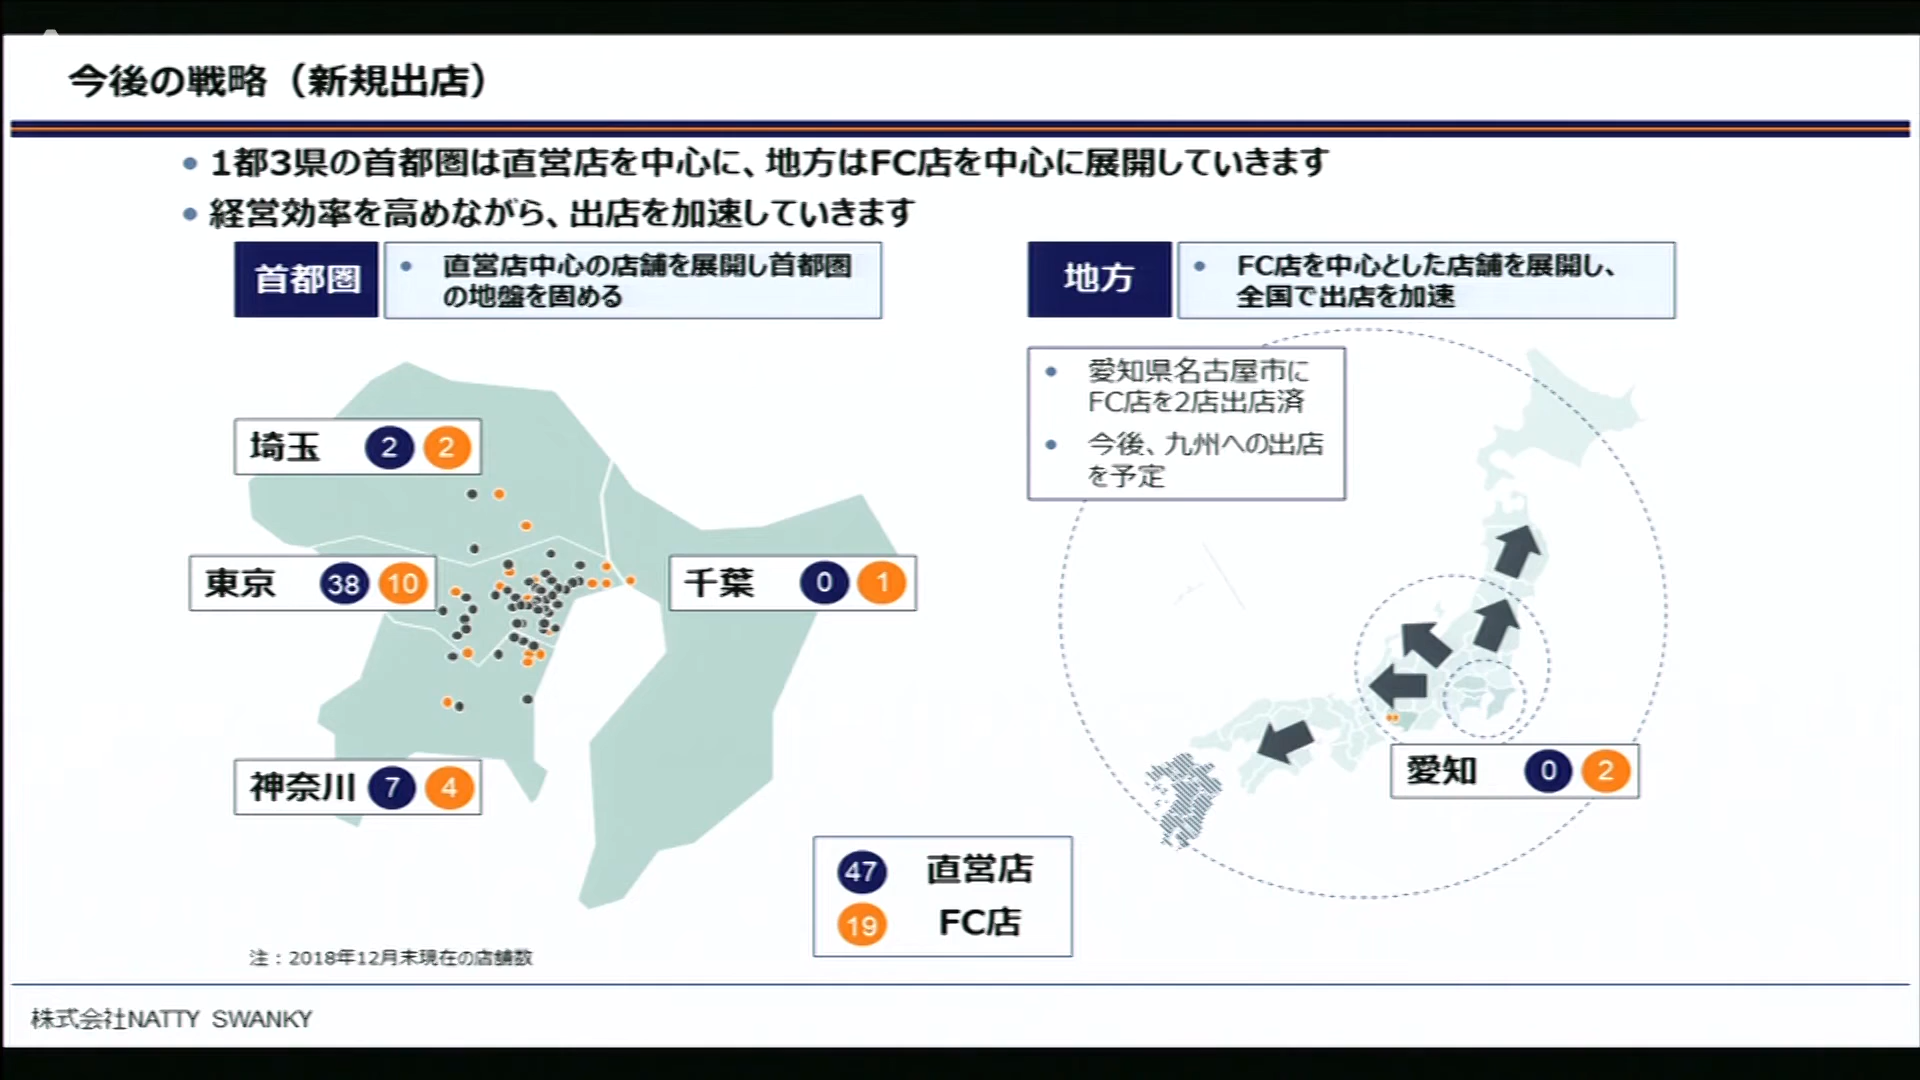 今後の戦略（新規出店）
• 1都3県の首都圏は直営店を中心に、地方はFC店を中心に展開していきます
• 経営効率を高めながら、出店を加速していきます
首都圏
• 直営店中心の店舗を展開し首都圏
の地盤を固める
埼玉 2 2
東京 38 10
千葉 0 1
神奈川 7 4
地方
• FC店を中心とした店舗を展開し、
全国で出店を加速
• 愛知県名古屋市に
FC店を2店出店済
• 今後、九州への出店
を予定
愛知 0 2
47 直営店
19 FC店
注：2018年12月末現在の店舗数
株式会社NATTY SWANKY